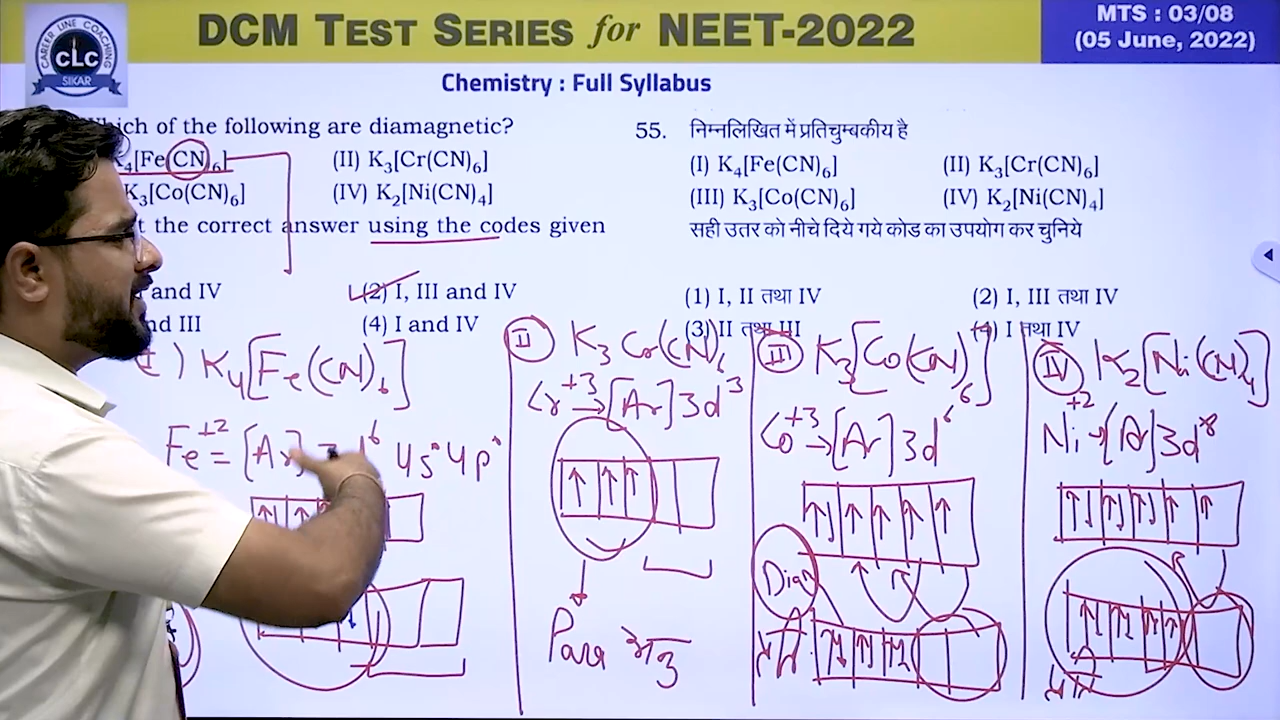 DCM TEST SERIES for NEET-2022
MTS : 03/08
(05 June, 2022)
CAREER LINE COACHING
CLC
SIKAR
Chemistry : Full Syllabus
Which of the following are diamagnetic?
K₄[Fe(CN)₆] (II) K₃[Cr(CN)₆]
K₃[Co(CN)₆] (IV) K₂[Ni(CN)₄]
the correct answer using the codes given
and IV (2) I, III and IV
and III (4) I and IV
55. निम्नलिखित में प्रतिचुम्बकीय है
(I) K₄[Fe(CN)₆] (II) K₃[Cr(CN)₆]
(III) K₃[Co(CN)₆] (IV) K₂[Ni(CN)₄]
सही उतर को नीचे दिये गये कोड का उपयोग कर चुनिये
(1) I, II तथा IV (2) I, III तथा IV
(3) II तथा III (4) I तथा IV
I) K₄[Fe(CN)₆]
Fe⁺² = [Ar] 3d⁶ 4s⁰ 4p⁰
II K₃Cr(CN)₆
Cr⁺³ → [Ar] 3d³
Para
III K₃[Co(CN)₆]
Co⁺³ → [Ar] 3d⁶
Dia
IV K₂[Ni(CN)₄]
Ni⁺² → [Ar] 3d⁸